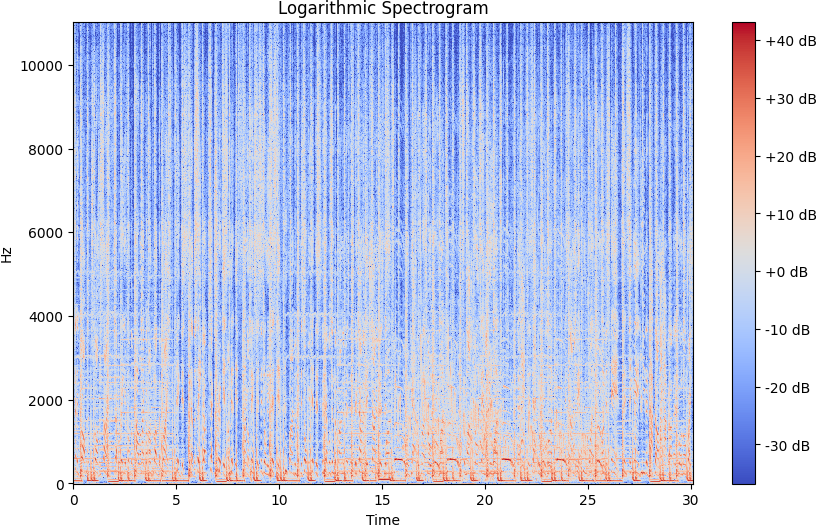 Logarithmic Spectrogram
Hz
10000
8000
6000
4000
2000
0
0
5
10
15
20
25
30
Time
+40 dB
+30 dB
+20 dB
+10 dB
+0 dB
-10 dB
-20 dB
-30 dB